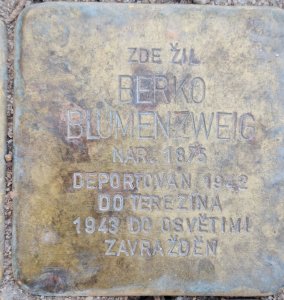 ZDE ŽIL
BERKO
BLUMENZWEIG
NAR. 1875
DEPORTOVÁN 1942
DO TEREZÍNA
1943 DO OSVĚTIMI
ZAVRAŽDĚN